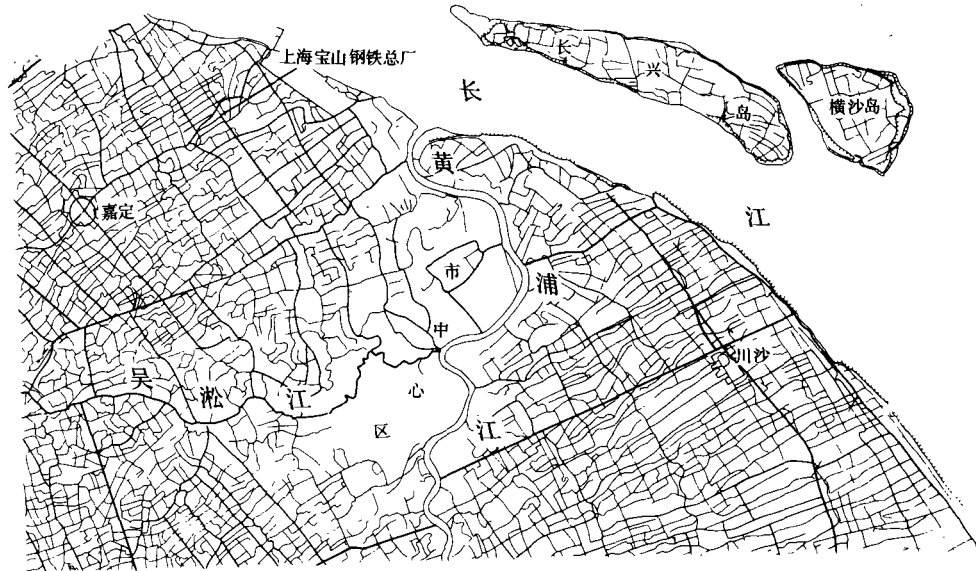 上海宝山钢铁总厂
长江
长兴岛
横沙岛
黄浦江
嘉定
市中心区
川沙
吴淞江